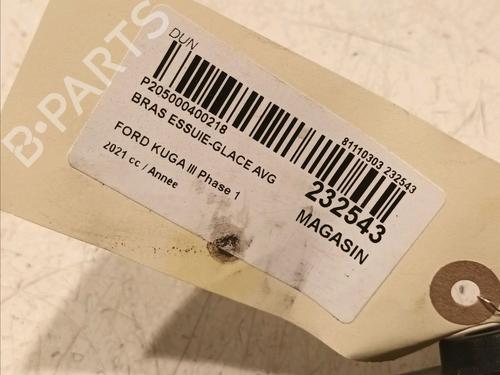 DUN
P205000400218
81110303 232543
BRAS ESSUIE-GLACE AVG
232543
FORD KUGA III Phase 1
MAGASIN
2021 cc / Année
B-PARTS